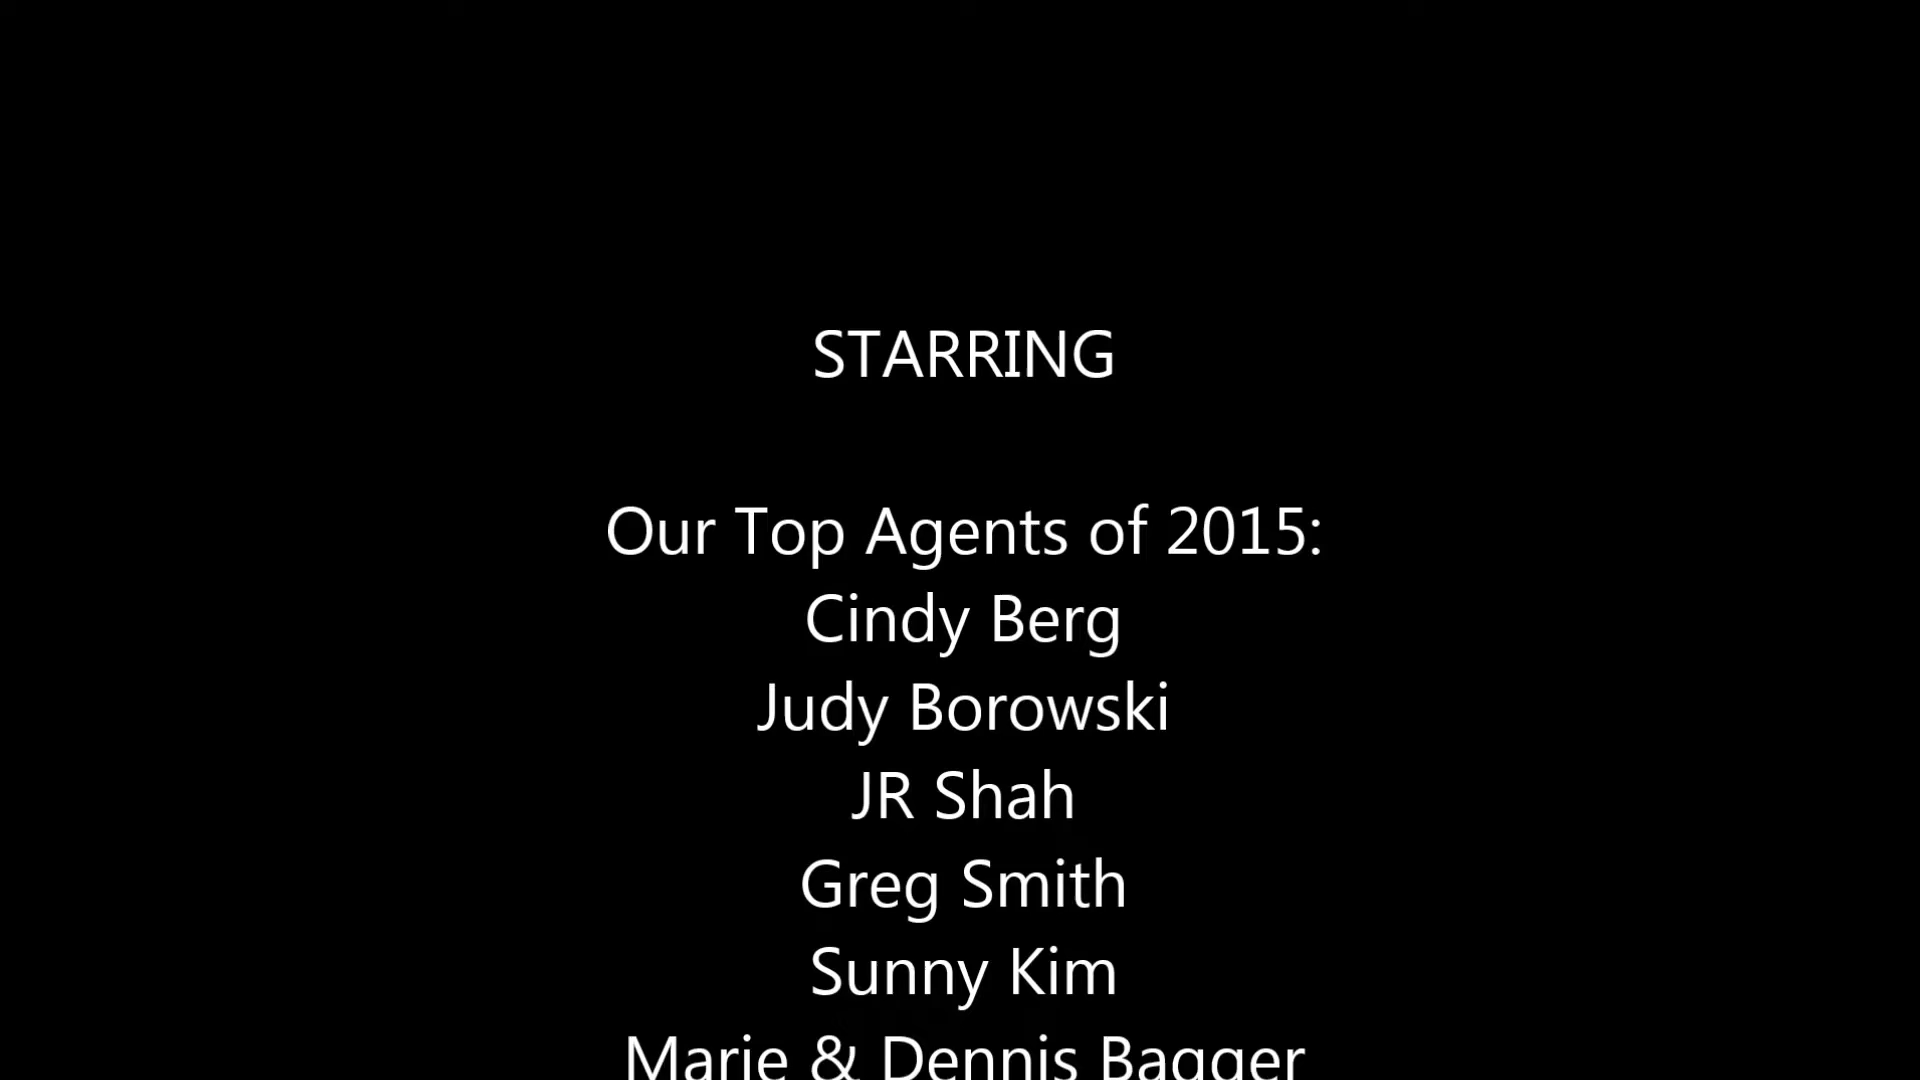 STARRING
Our Top Agents of 2015:
Cindy Berg
Judy Borowski
JR Shah
Greg Smith
Sunny Kim
Marie & Dennis Bagger